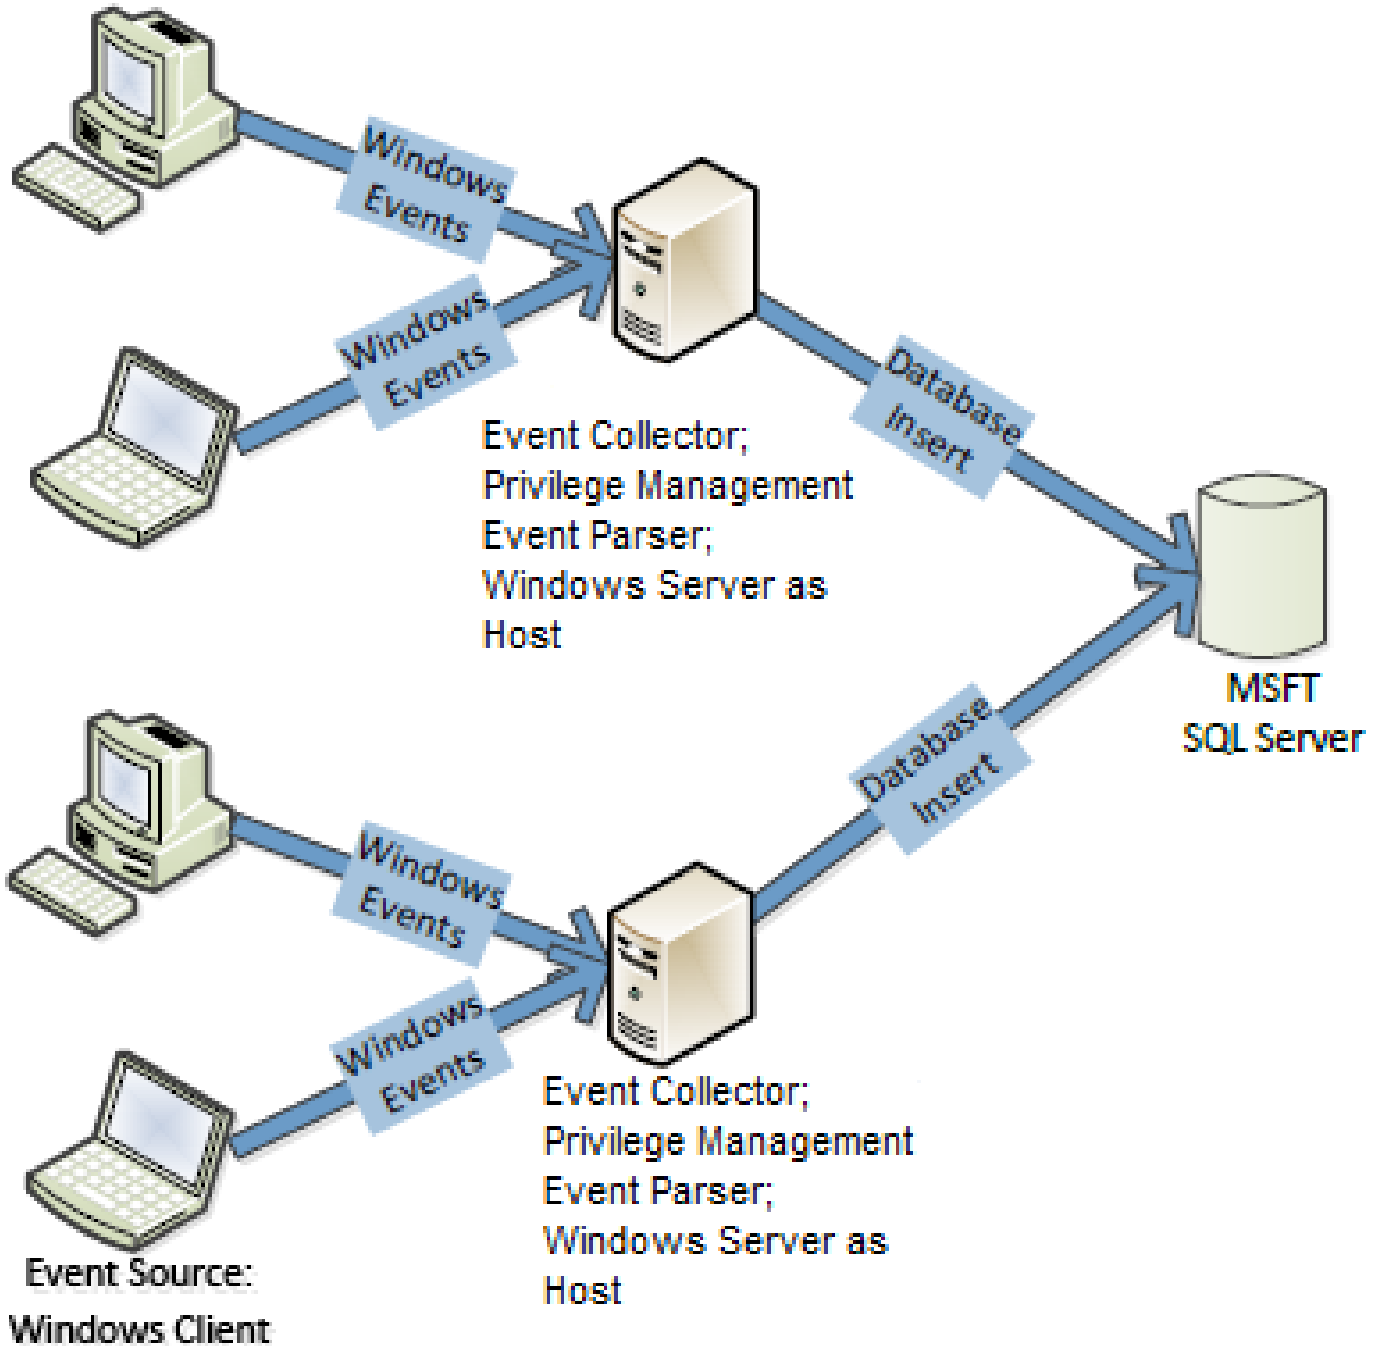 Windows
Events
Windows
Events
Event Collector;
Privilege Management
Event Parser;
Windows Server as
Host
Database
Insert
MSFT
SQL Server
Database
Insert
Windows
Events
Windows
Events
Event Collector;
Privilege Management
Event Parser;
Windows Server as
Host
Event Source:
Windows Client